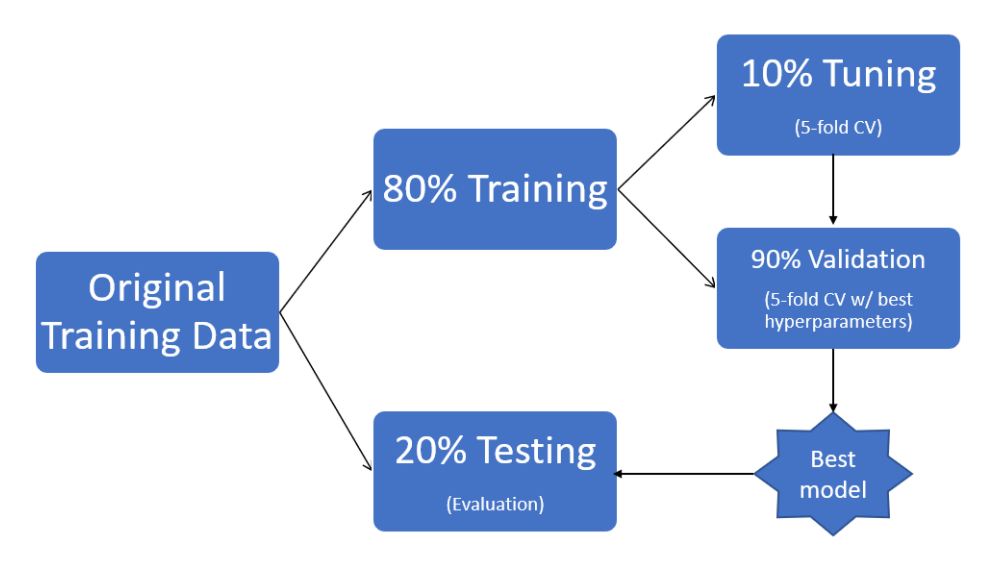 Original
Training Data
80% Training
10% Tuning
(5-fold CV)
90% Validation
(5-fold CV w/ best
hyperparameters)
Best
model
20% Testing
(Evaluation)